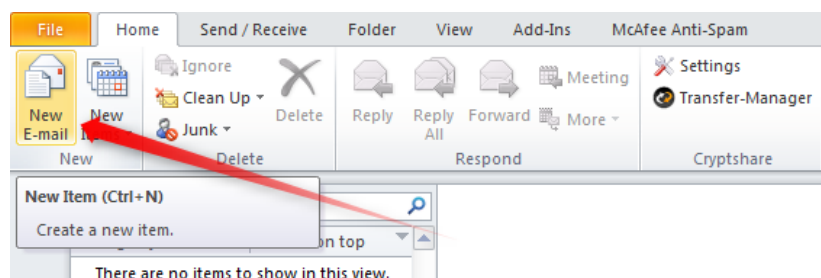 File Home Send / Receive Folder View Add-Ins McAfee Anti-Spam
New E-mail
New
Ignore
Clean Up
Junk
Delete
Reply
Reply All
Forward
Meeting
More
Settings
Transfer-Manager
New Delete Respond Cryptshare
New Item (Ctrl+N)
Create a new item.
on top
There are no items to show in this view.